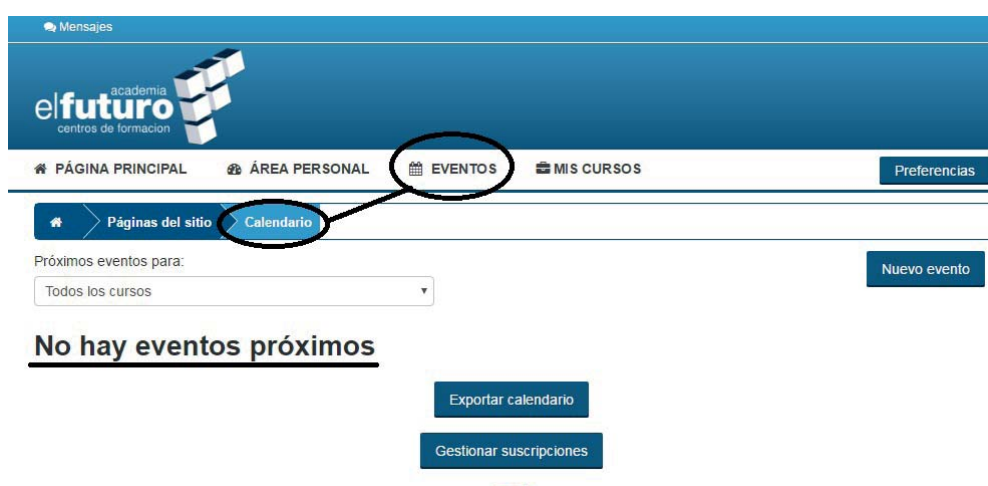 Mensajes
academia
elfuturo
centros de formacion
PÁGINA PRINCIPAL ÁREA PERSONAL EVENTOS MIS CURSOS Preferencias
Páginas del sitio Calendario
Próximos eventos para:
Nuevo evento
Todos los cursos
No hay eventos próximos
Exportar calendario
Gestionar suscripciones